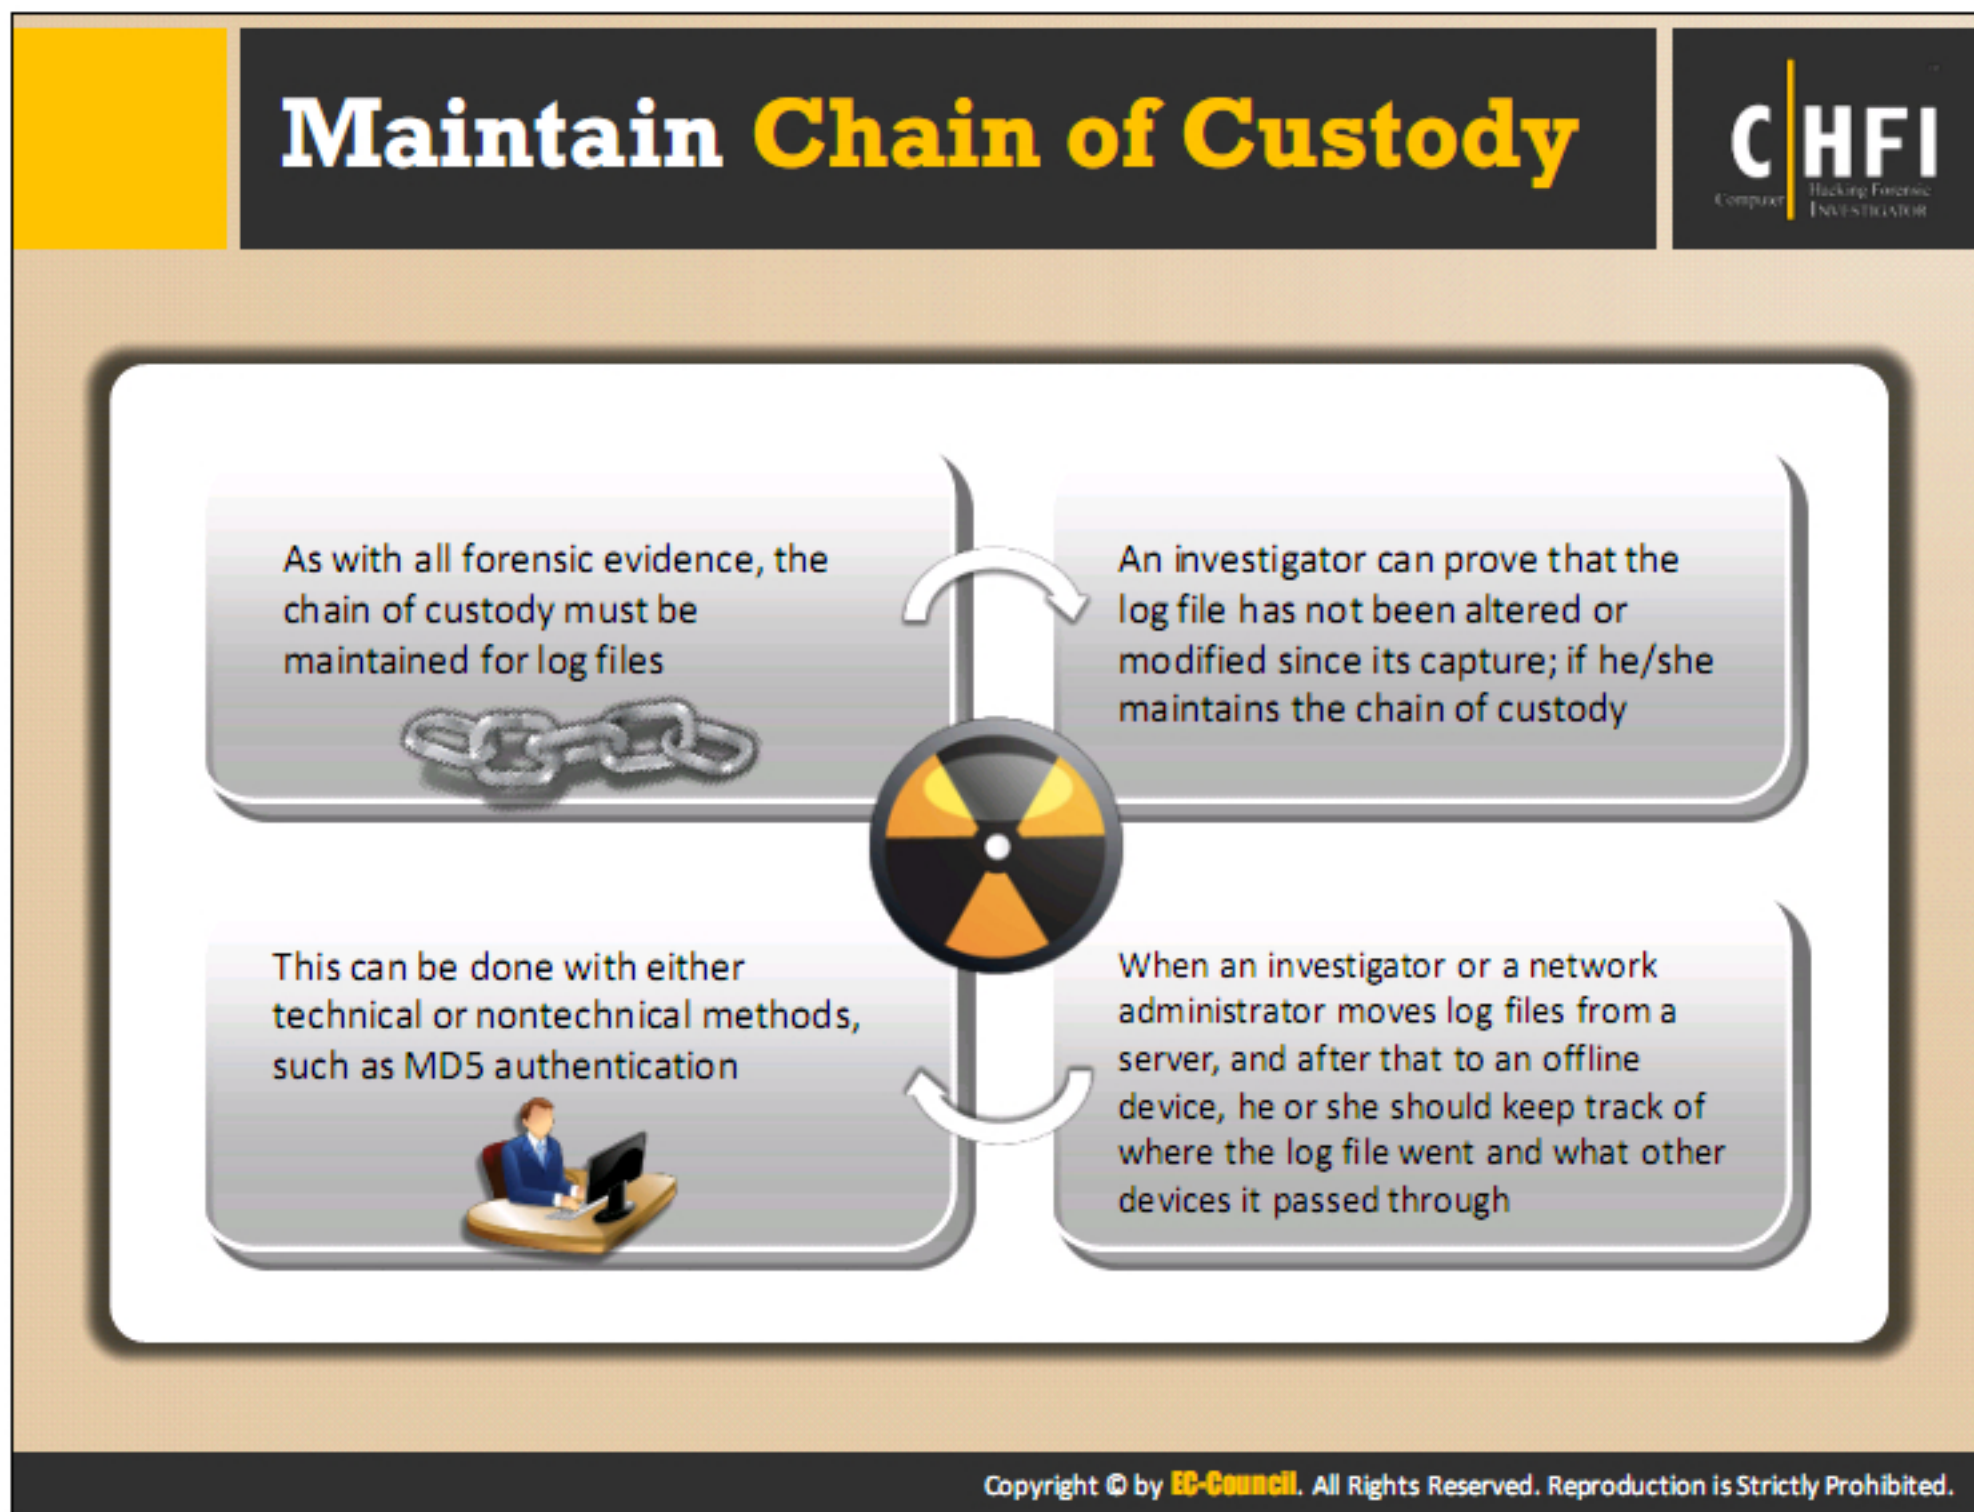 Maintain Chain of Custody
C HFI
Computer
Hacking Forensic
INVESTIGATOR
As with all forensic evidence, the
chain of custody must be
maintained for log files
An investigator can prove that the
log file has not been altered or
modified since its capture; if he/she
maintains the chain of custody
When an investigator or a network
administrator moves log files from a
server, and after that to an offline
device, he or she should keep track of
where the log file went and what other
devices it passed through
This can be done with either
technical or nontechnical methods,
such as MD5 authentication
Copyright © by EC-Council. All Rights Reserved. Reproduction is Strictly Prohibited.